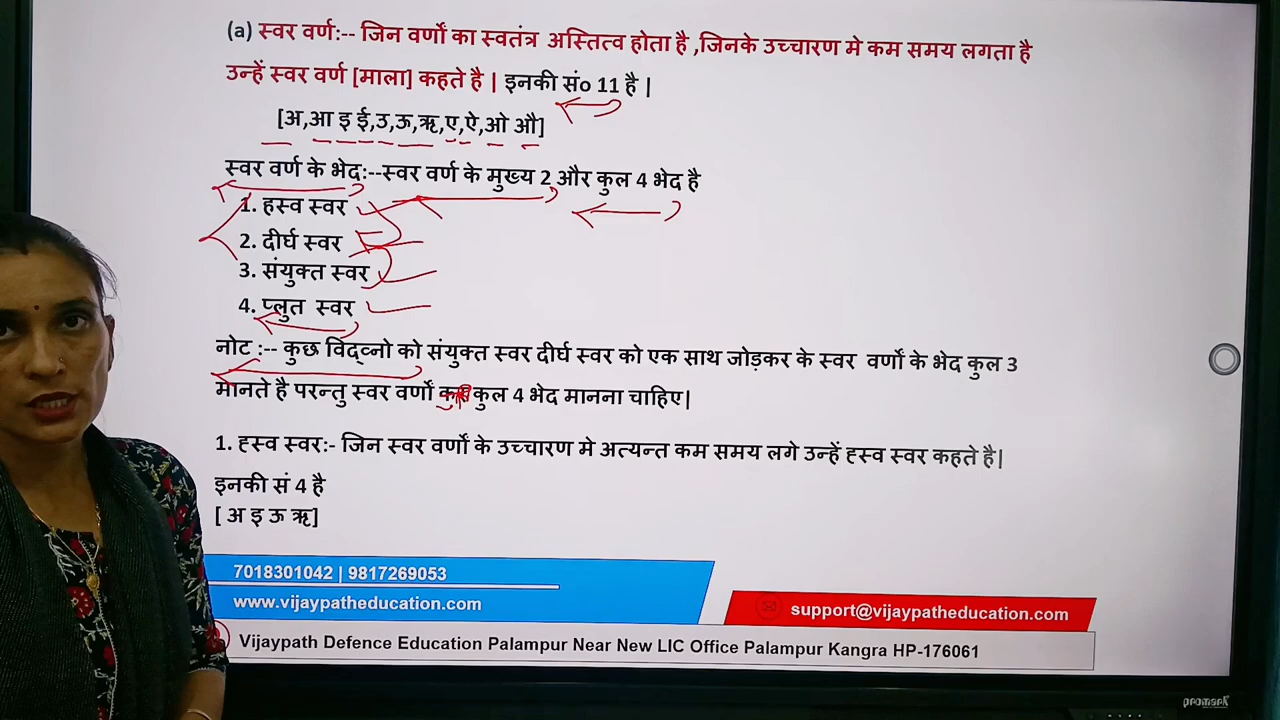 (a) स्वर वर्ण:-- जिन वर्णों का स्वतंत्र अस्तित्व होता है ,जिनके उच्चारण मे कम समय लगता है
उन्हें स्वर वर्ण [माला] कहते है | इनकी संo 11 है |
[अ,आ इ ई,उ,ऊ,ऋ,ए,ऐ,ओ औ]
स्वर वर्ण के भेद:--स्वर वर्ण के मुख्य 2 और कुल 4 भेद है
1. हस्व स्वर
2. दीर्घ स्वर
3. संयुक्त स्वर
4. प्लुत स्वर
नोट :-- कुछ विद्व्नो को संयुक्त स्वर दीर्घ स्वर को एक साथ जोड़कर के स्वर वर्णों के भेद कुल 3
मानते है परन्तु स्वर वर्णों कुल 4 भेद मानना चाहिए|
1. ह्स्व स्वर:- जिन स्वर वर्णों के उच्चारण मे अत्यन्त कम समय लगे उन्हें ह्स्व स्वर कहते है|
इनकी सं 4 है
[ अ इ ऊ ऋ]
7018301042 | 9817269053
www.vijaypatheducation.com
support@vijaypatheducation.com
Vijaypath Defence Education Palampur Near New LIC Office Palampur Kangra HP-176061
promark